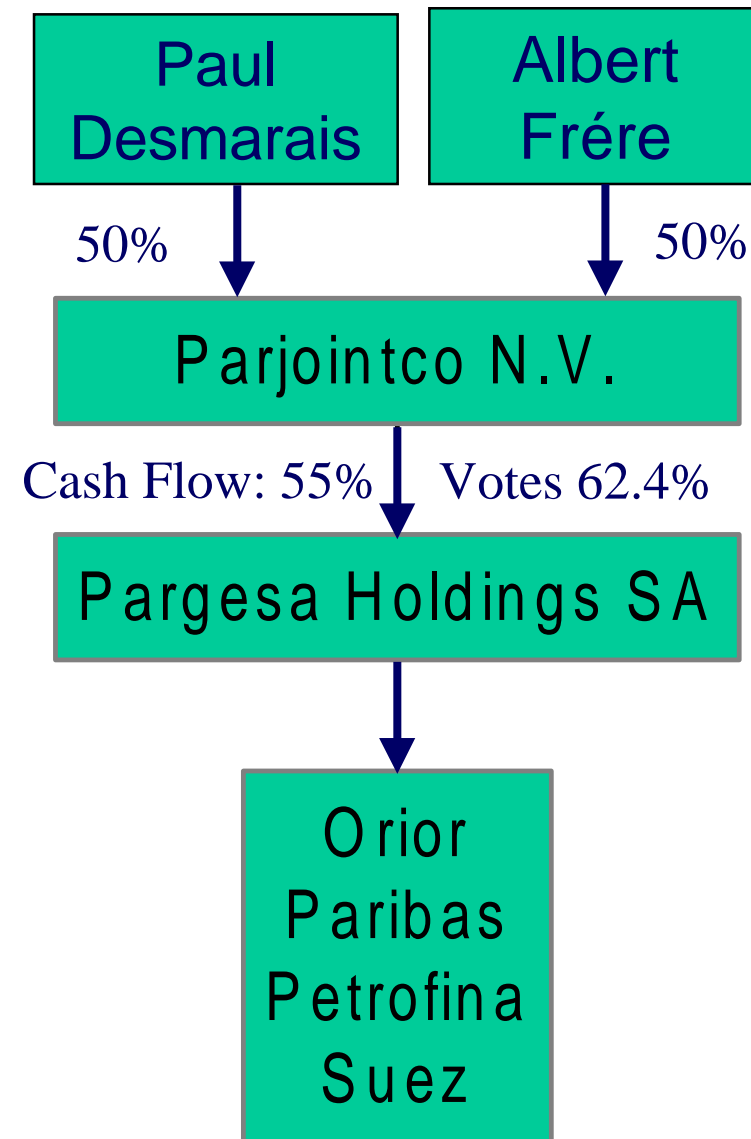 Paul
Desmarais
Albert
Frére
50%
50%
Parjointco N.V.
Cash Flow: 55%
Votes 62.4%
Pargesa Holdings SA
Orior
Paribas
Petrofina
Suez